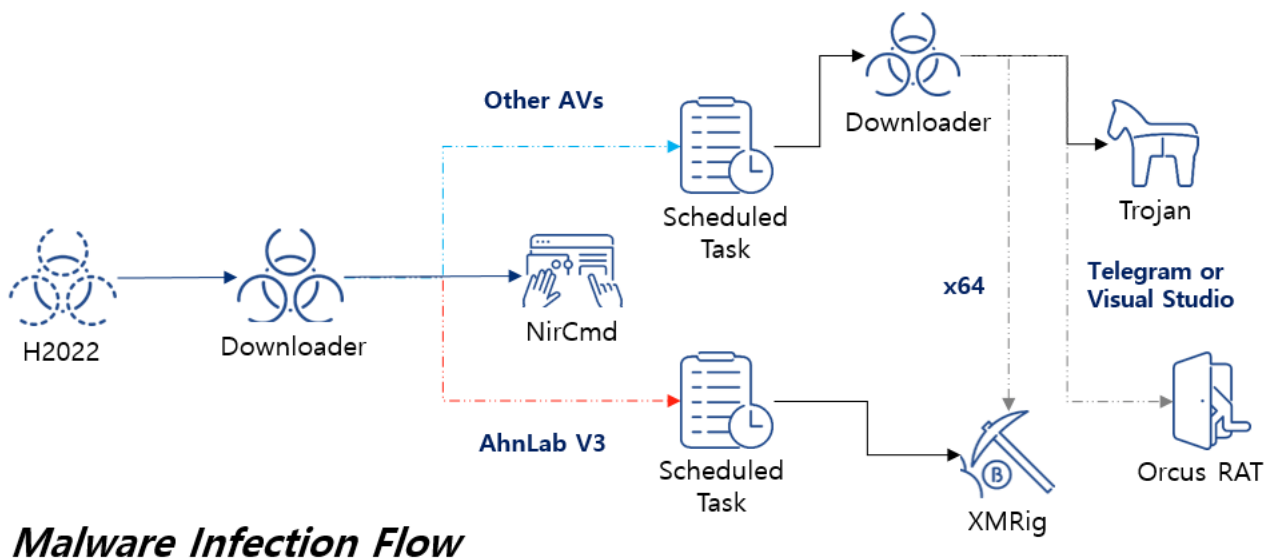 Other AVs
Downloader
Scheduled
Task
Trojan
H2022
Downloader
NirCmd
x64
Telegram or
Visual Studio
AhnLab V3
Scheduled
Task
B
XMRig
Orcus RAT
Malware Infection Flow